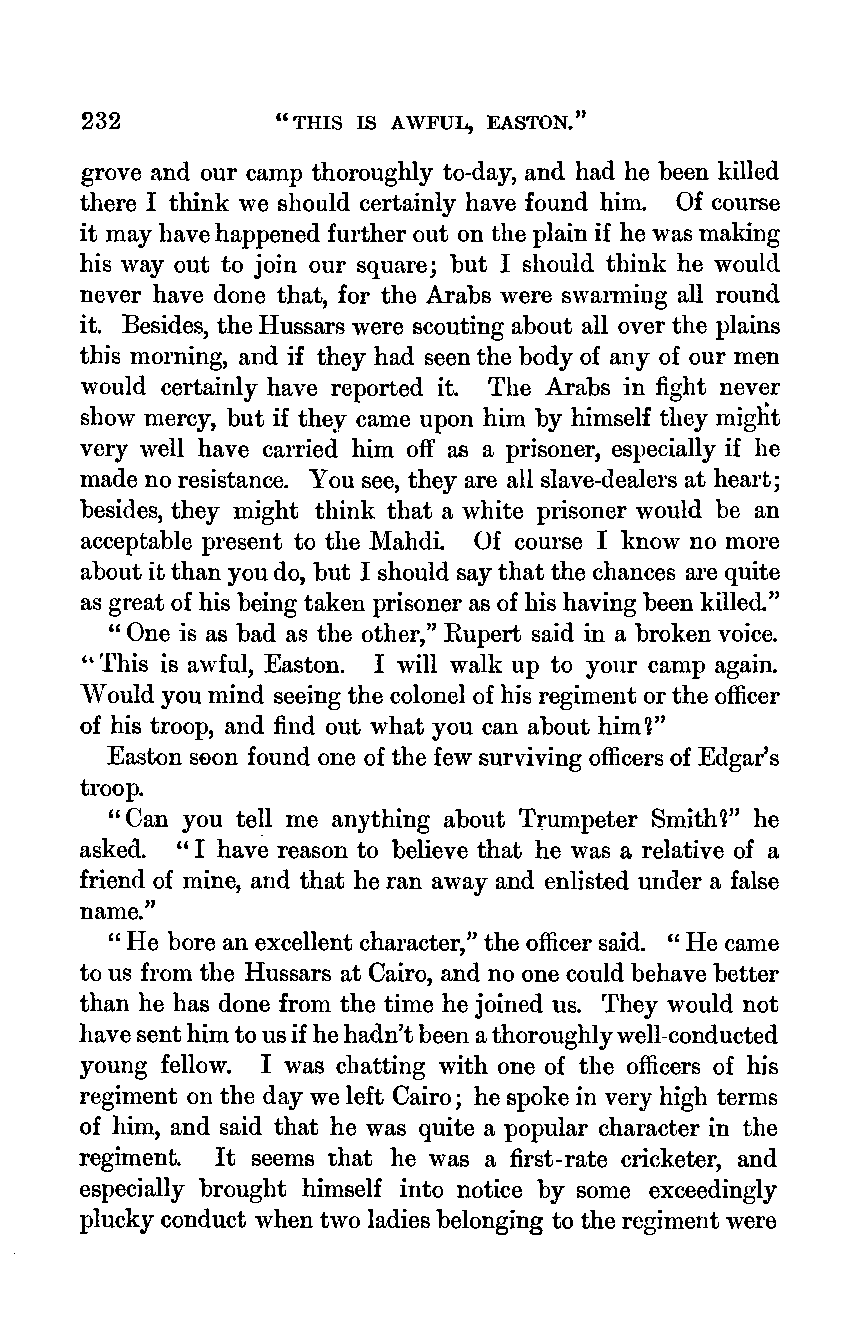 232 "THIS IS AWFUL, EASTON."
grove and our camp thoroughly to-day, and had he been killed
there I think we should certainly have found him. Of course
it may have happened further out on the plain if he was making
his way out to join our square; but I should think he would
never have done that, for the Arabs were swarming all round
it. Besides, the Hussars were scouting about all over the plains
this morning, and if they had seen the body of any of our men
would certainly have reported it. The Arabs in fight never
show mercy, but if they came upon him by himself they might
very well have carried him off as a prisoner, especially if he
made no resistance. You see, they are all slave-dealers at heart;
besides, they might think that a white prisoner would be an
acceptable present to the Mahdi. Of course I know no more
about it than you do, but I should say that the chances are quite
as great of his being taken prisoner as of his having been killed."
"One is as bad as the other," Rupert said in a broken voice.
"This is awful, Easton. I will walk up to your camp again.
Would you mind seeing the colonel of his regiment or the officer
of his troop, and find out what you can about him?"
Easton soon found one of the few surviving officers of Edgar's
troop.
"Can you tell me anything about Trumpeter Smith?" he
asked. "I have reason to believe that he was a relative of a
friend of mine, and that he ran away and enlisted under a false
name."
"He bore an excellent character," the officer said. "He came
to us from the Hussars at Cairo, and no one could behave better
than he has done from the time he joined us. They would not
have sent him to us if he hadn't been a thoroughly well-conducted
young fellow. I was chatting with one of the officers of his
regiment on the day we left Cairo; he spoke in very high terms
of him, and said that he was quite a popular character in the
regiment. It seems that he was a first-rate cricketer, and
especially brought himself into notice by some exceedingly
plucky conduct when two ladies belonging to the regiment were